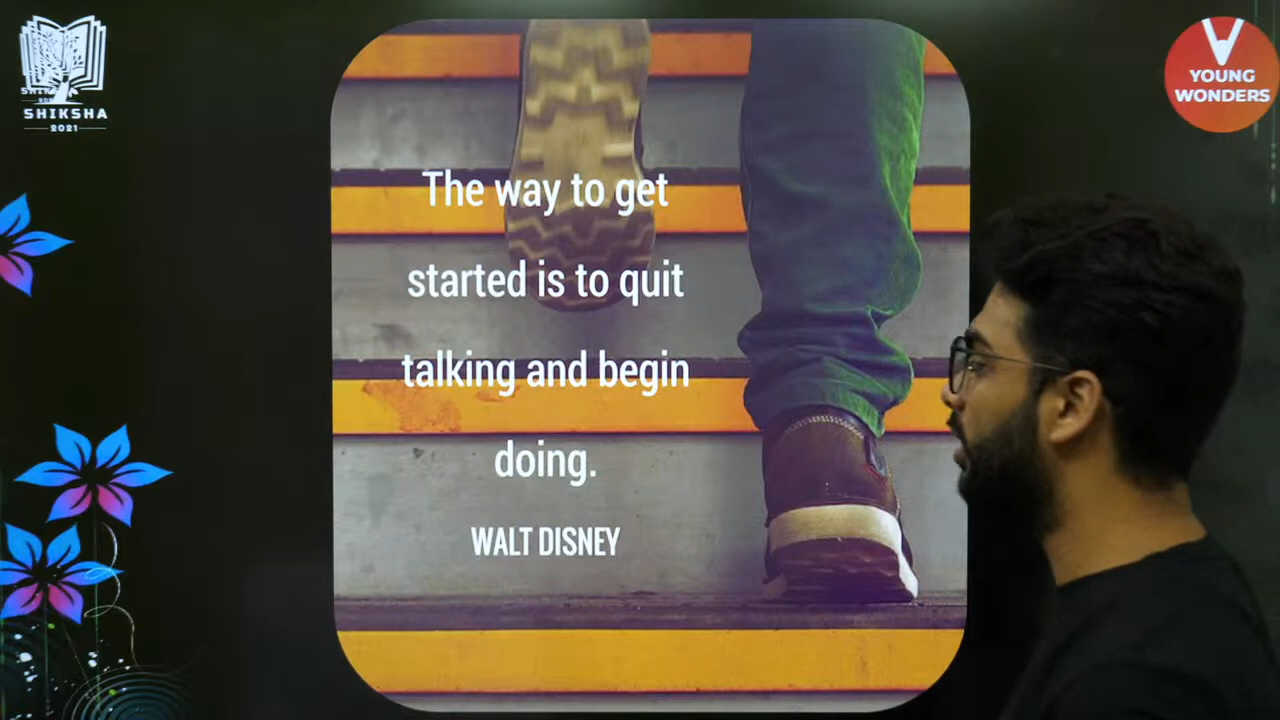 SHIKSHA
2021
YOUNG
WONDERS
The way to get
started is to quit
talking and begin
doing.
WALT DISNEY